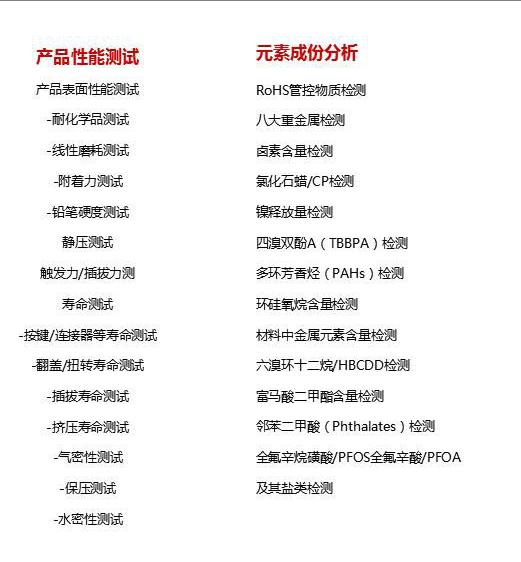 产品性能测试
产品表面性能测试
-耐化学品测试
-线性磨耗测试
-附着力测试
-铅笔硬度测试
静压测试
触发力/插拔力测
寿命测试
-按键/连接器等寿命测试
-翻盖/扭转寿命测试
-插拔寿命测试
-挤压寿命测试
-气密性测试
-保压测试
-水密性测试
元素成份分析
RoHS管控物质检测
八大重金属检测
卤素含量检测
氯化石蜡/CP检测
镍释放量检测
四溴双酚A（TBBPA）检测
多环芳香烃（PAHs）检测
环硅氧烷含量检测
材料中金属元素含量检测
六溴环十二烷/HBCDD检测
富马酸二甲酯含量检测
邻苯二甲酸（Phthalates）检测
全氟辛烷磺酸/PFOS全氟辛酸/PFOA
及其盐类检测